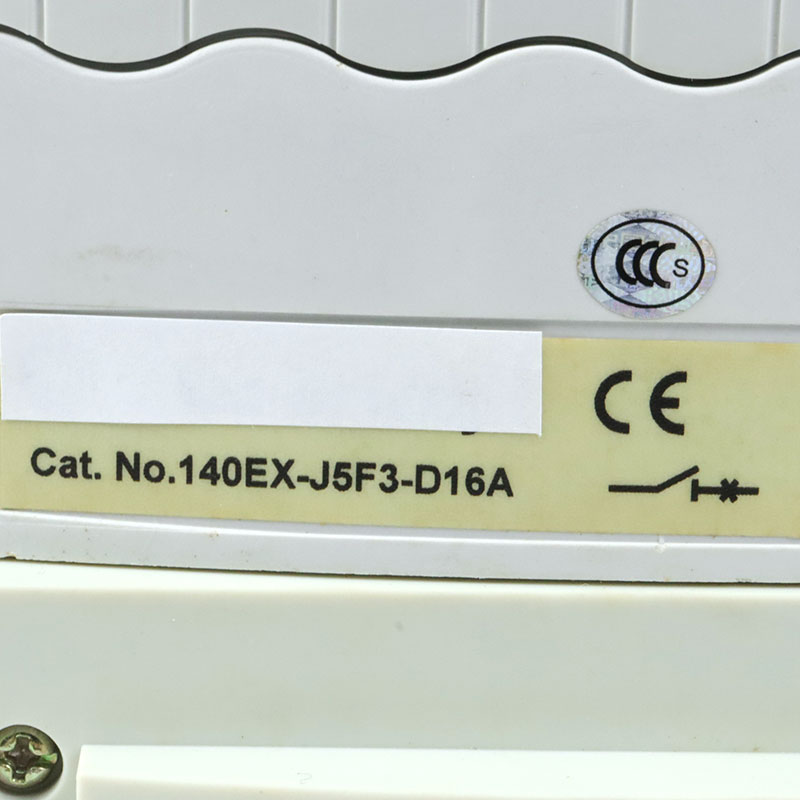 CCC S
CE
Cat. No.140EX-J5F3-D16A